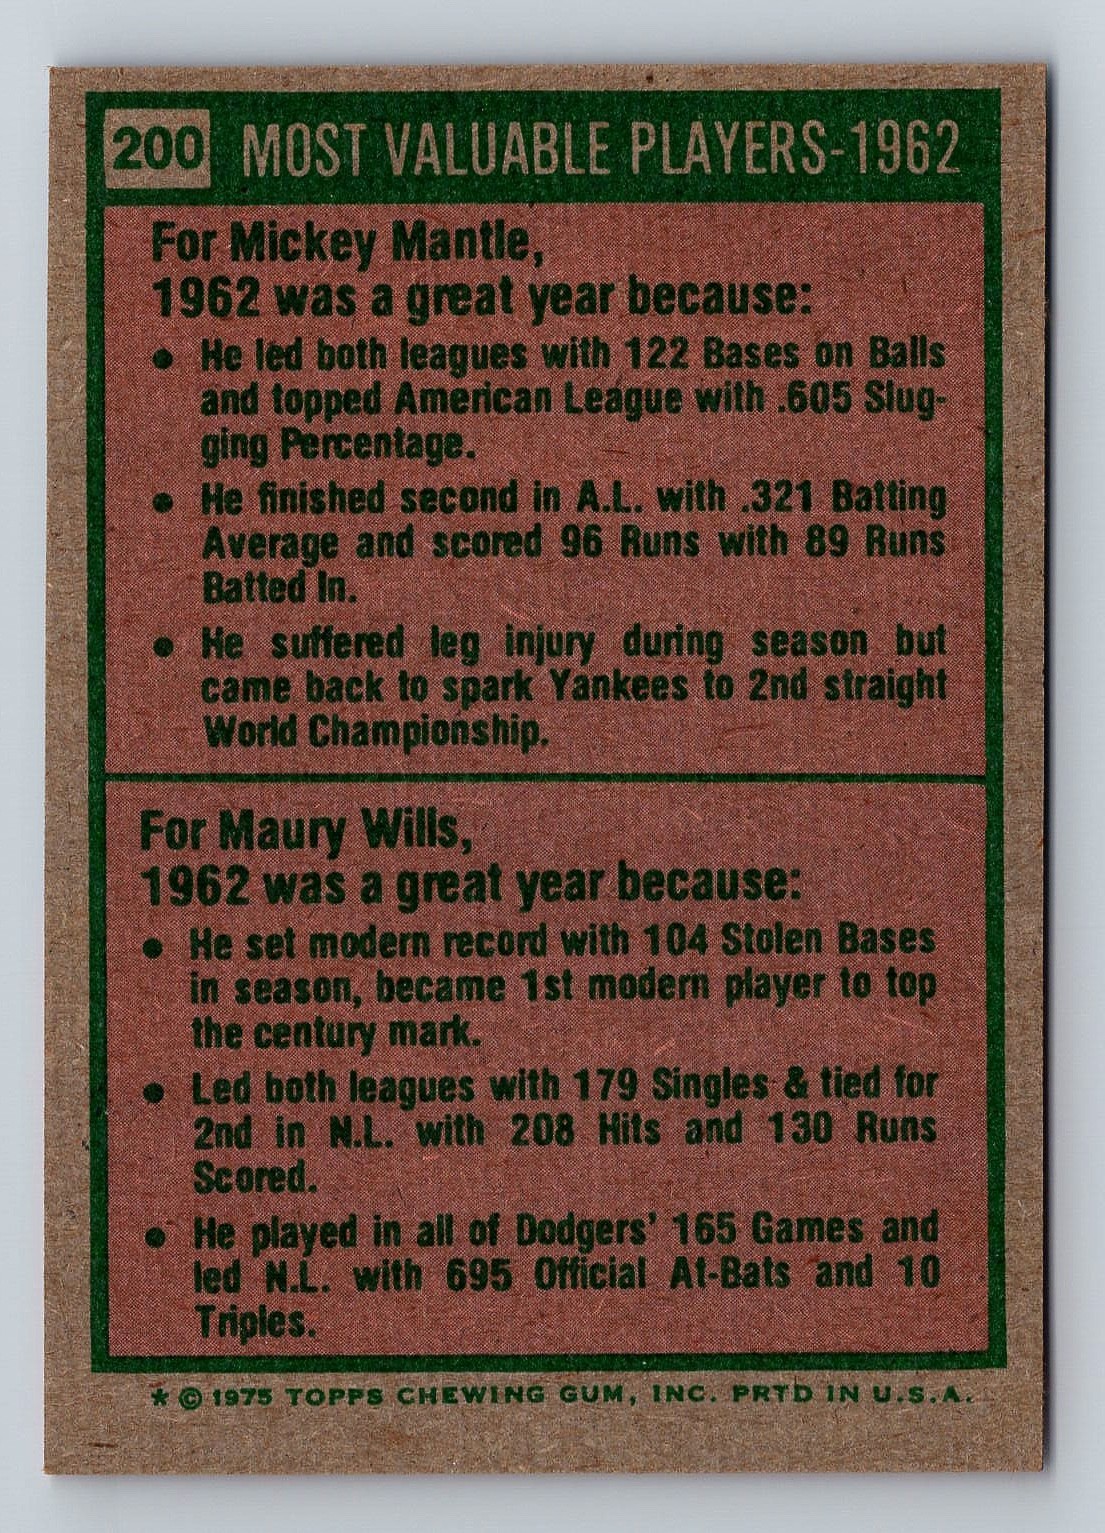 200 MOST VALUABLE PLAYERS-1962
For Mickey Mantle,
1962 was a great year because:
• He led both leagues with 122 Bases on Balls
and topped American League with .605 Slug-
ging Percentage.
• He finished second in A.L. with .321 Batting
Average and scored 96 Runs with 89 Runs
Batted In.
• He suffered leg injury during season but
came back to spark Yankees to 2nd straight
World Championship.
For Maury Wills,
1962 was a great year because:
• He set modern record with 104 Stolen Bases
in season, became 1st modern player to top
the century mark.
• Led both leagues with 179 Singles & tied for
2nd in N.L. with 208 Hits and 130 Runs
Scored.
• He played in all of Dodgers' 165 Games and
led N.L. with 695 Official At-Bats and 10
Triples.
* © 1975 TOPPS CHEWING GUM, INC. PRTD IN U.S.A.